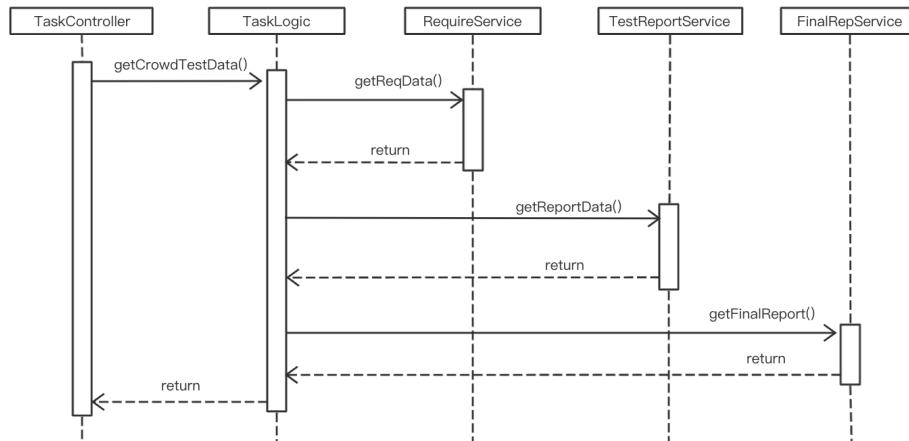 TaskController
TaskLogic
RequireService
TestReportService
FinalRepService
getCrowdTestData()
getReqData()
return
getReportData()
return
getFinalReport()
return
return